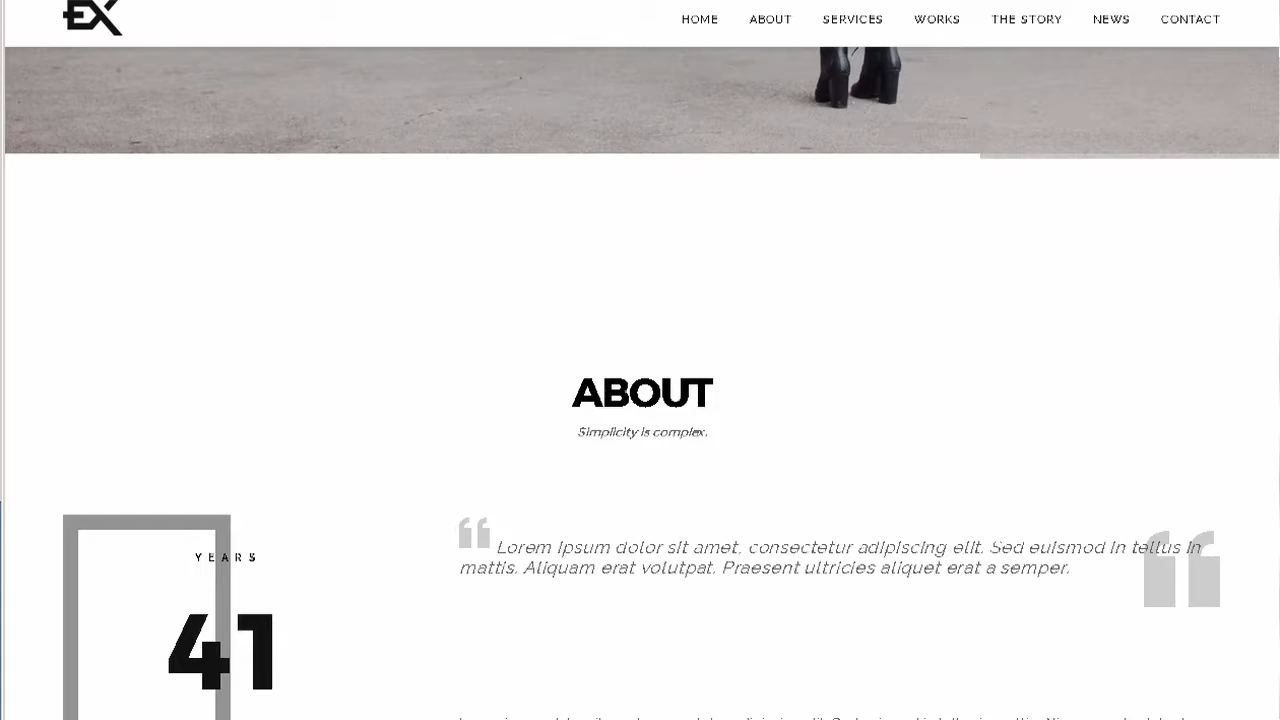 EX
HOME ABOUT SERVICES WORKS THE STORY NEWS CONTACT
ABOUT
Simplicity is complex.
YEARS
41
Lorem ipsum dolor sit amet, consectetur adipiscing elit. Sed euismod in tellus in
mattis. Aliquam erat volutpat. Praesent ultricies aliquet erat a semper.